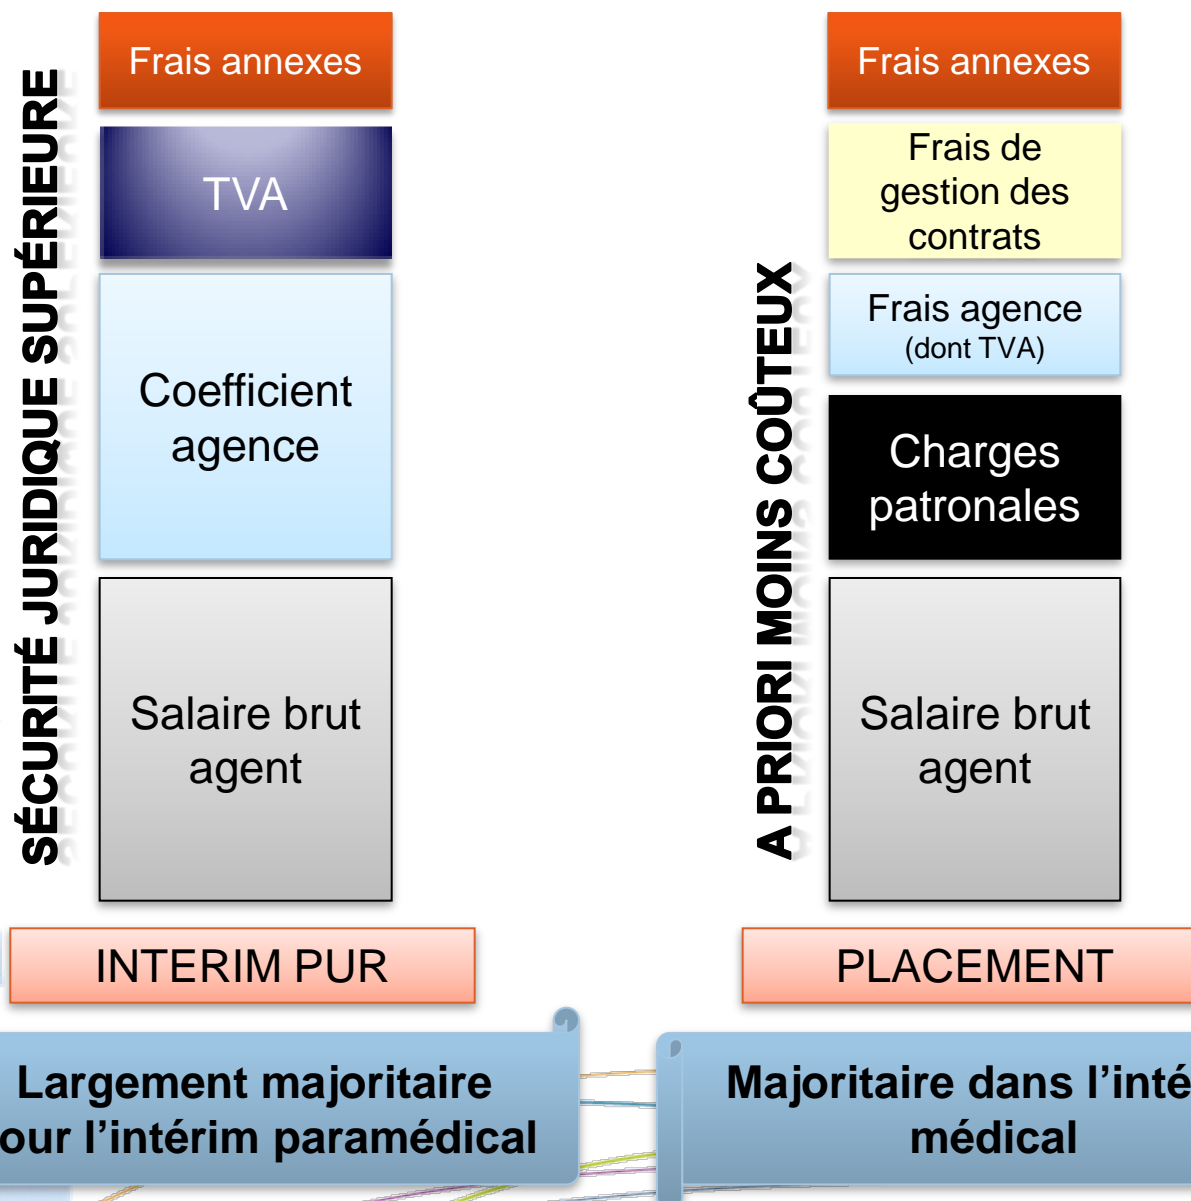 SÉCURITÉ JURIDIQUE SUPÉRIEURE
Frais annexes
TVA
Coefficient
agence
Salaire brut
agent
INTERIM PUR
Largement majoritaire
our l’intérim paramédical
A PRIORI MOINS COÛTEUX
Frais annexes
Frais de
gestion des
contrats
Frais agence
(dont TVA)
Charges
patronales
Salaire brut
agent
PLACEMENT
Majoritaire dans l’inté
médical